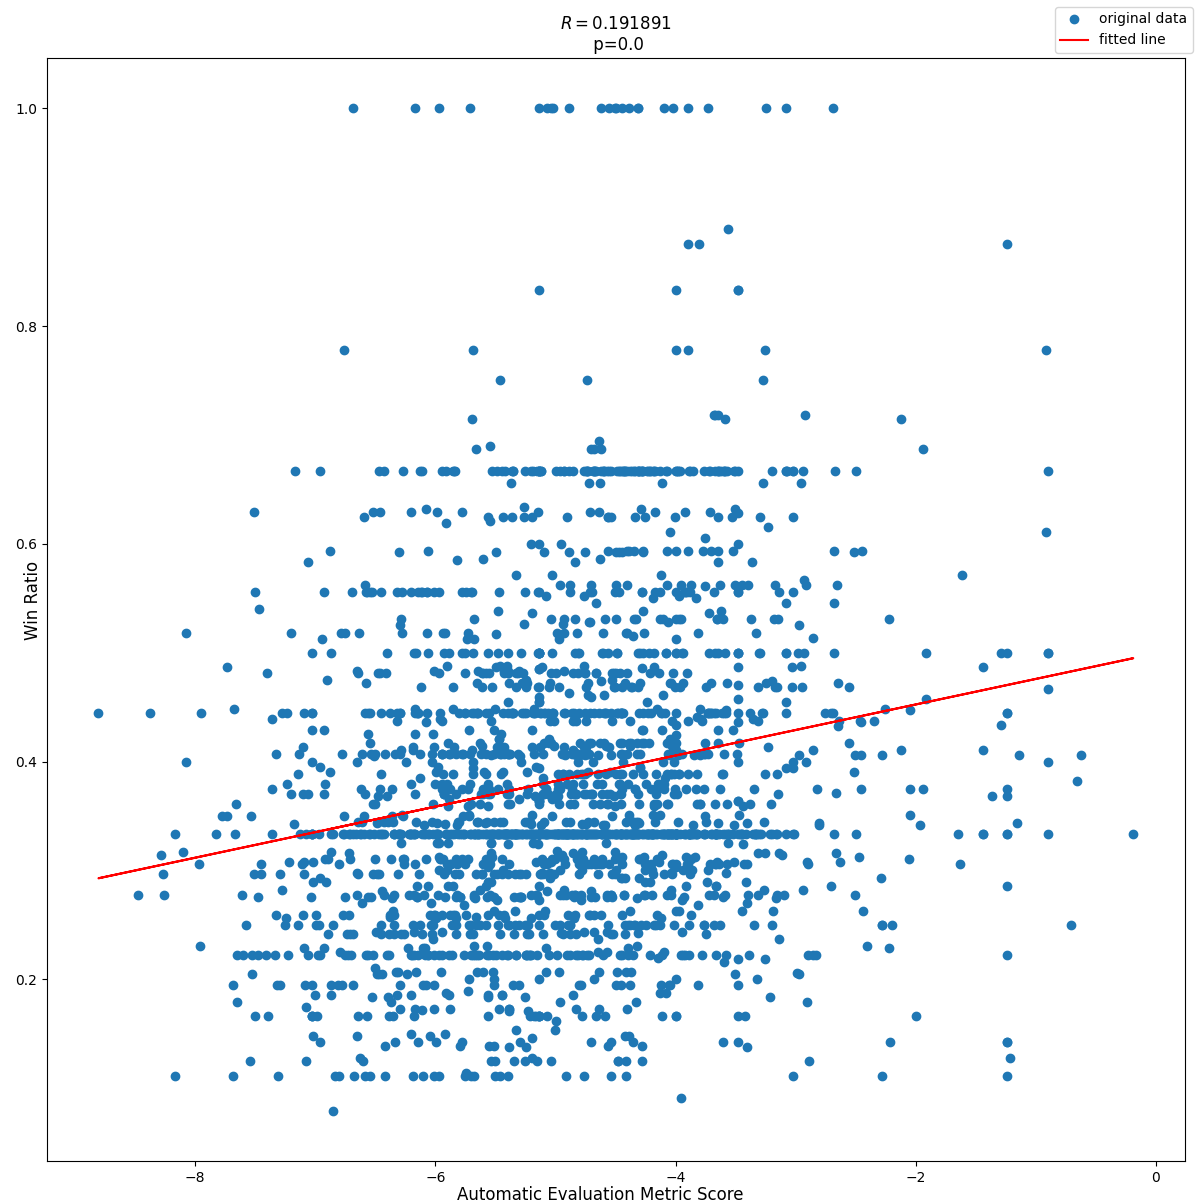 R = 0.191891
p=0.0
original data
fitted line
1.0
0.8
0.6
0.4
0.2
Win Ratio
−8
−6
−4
−2
0
Automatic Evaluation Metric Score